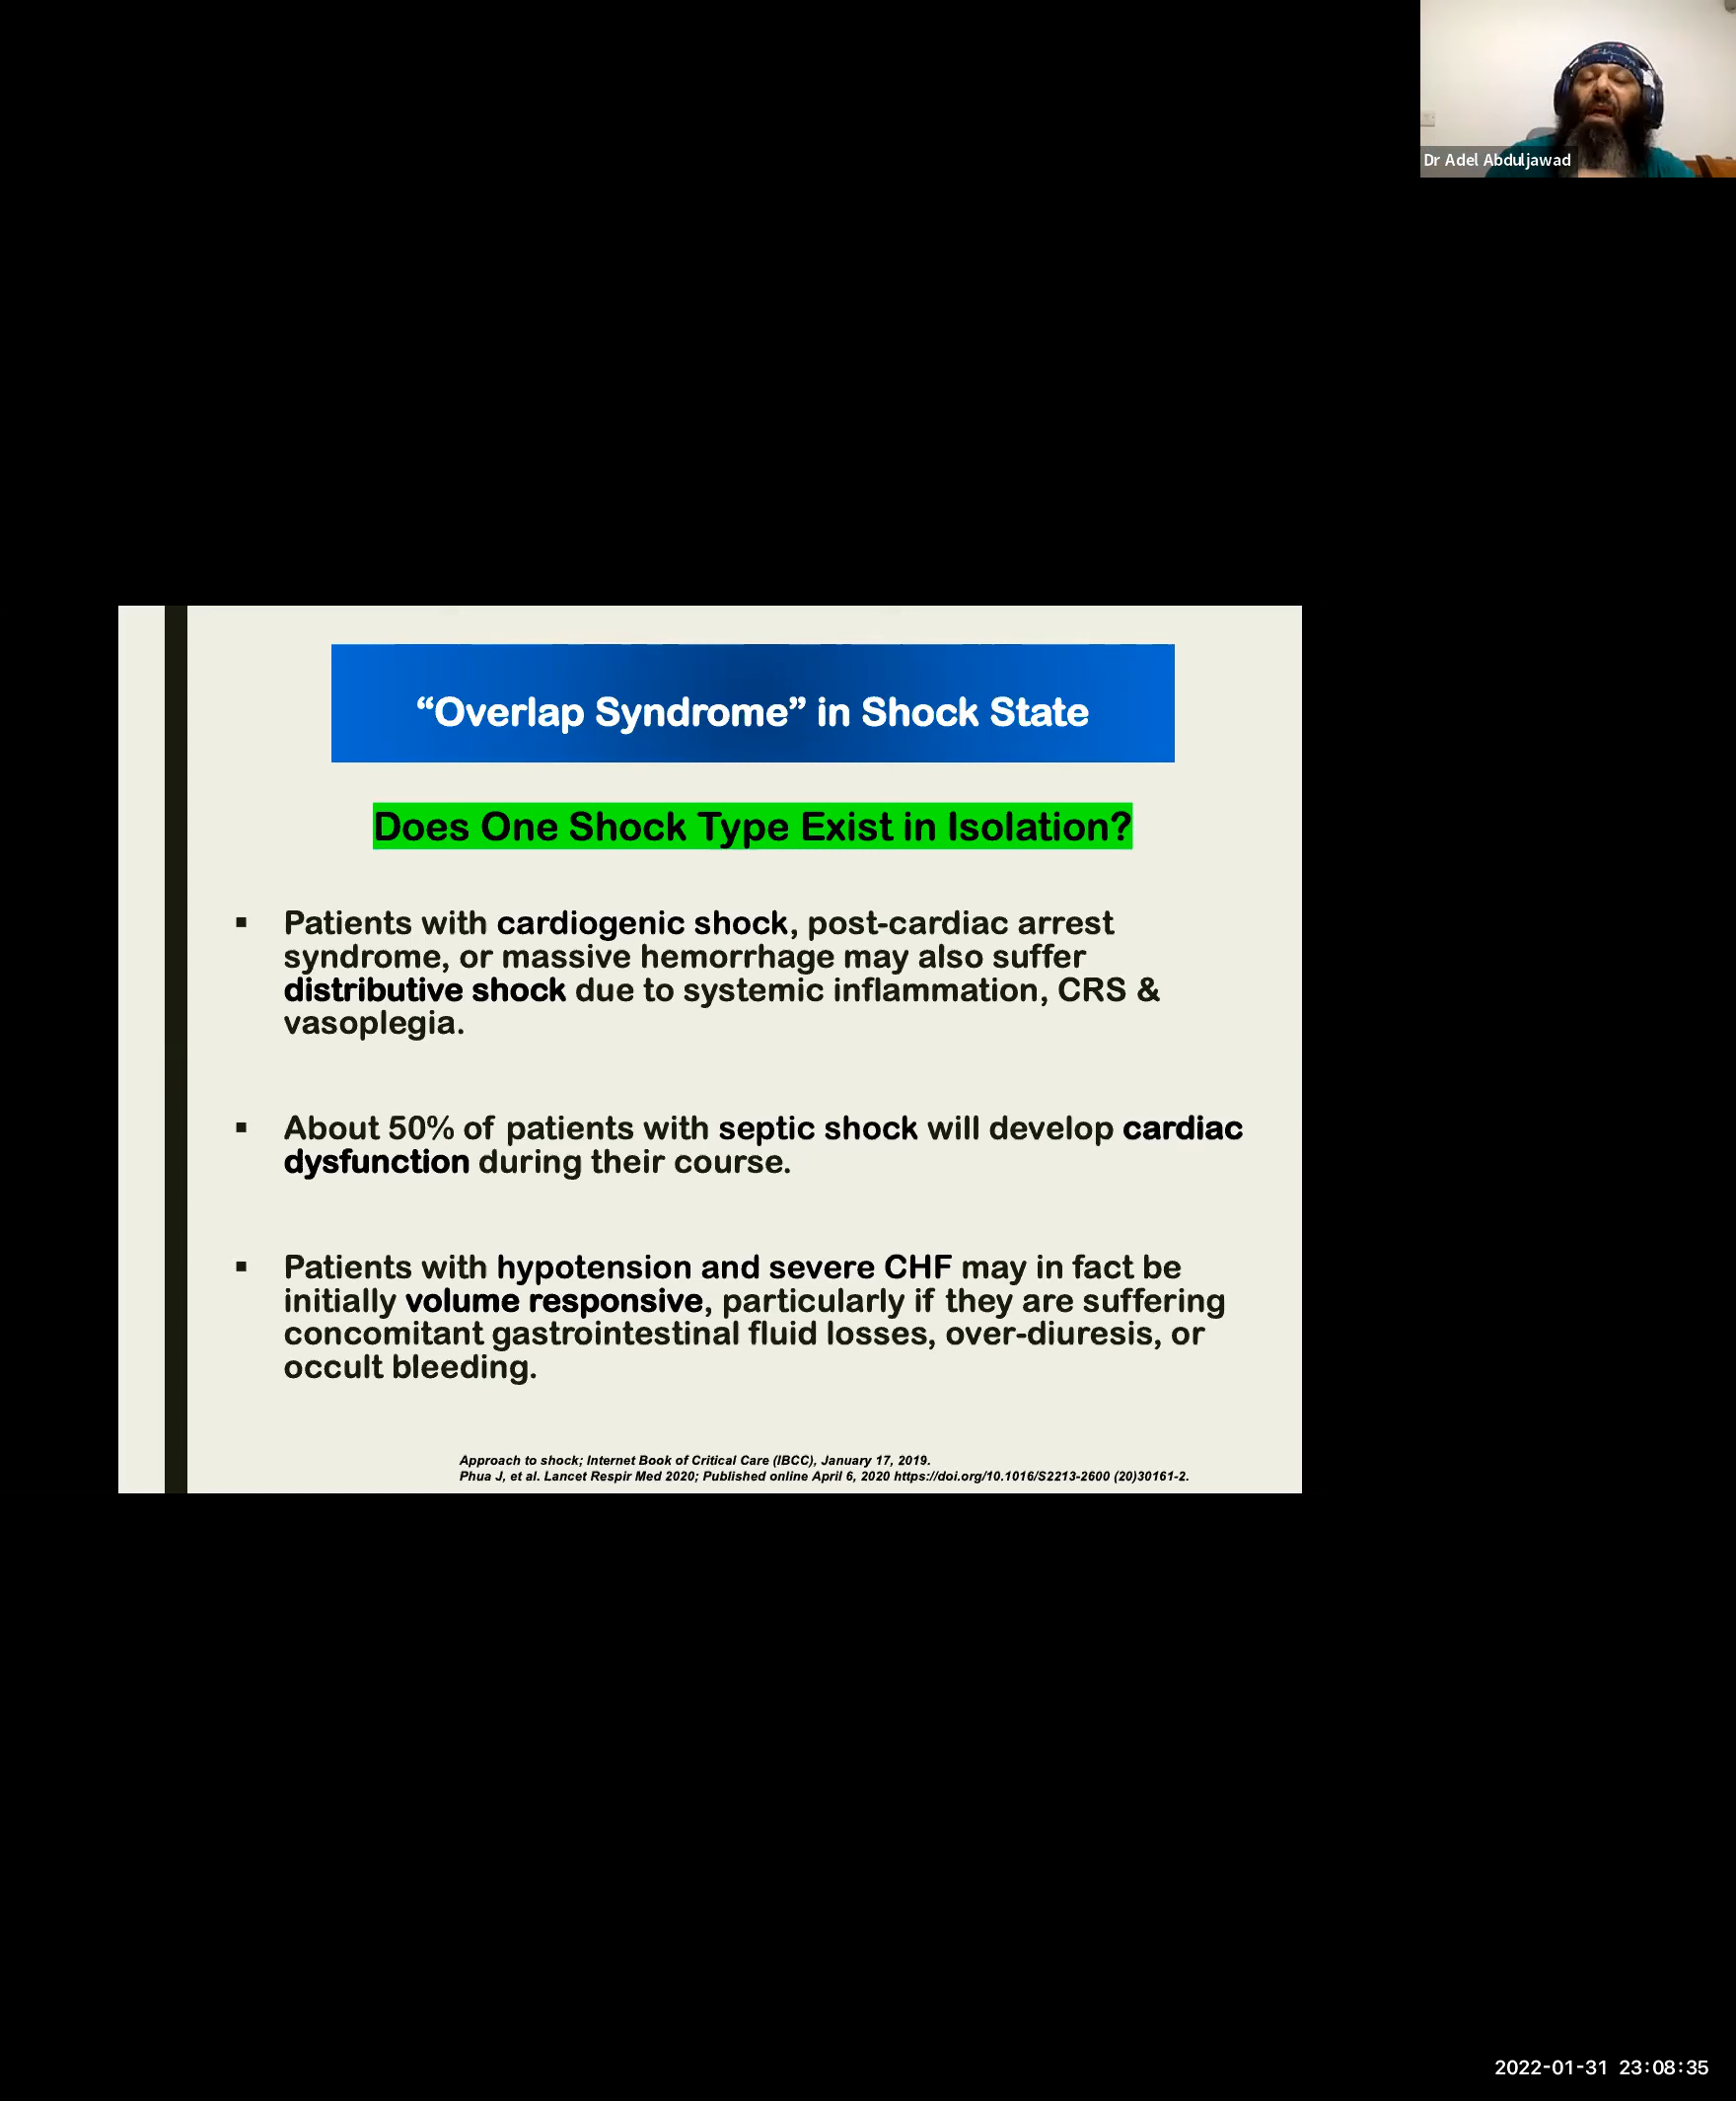 Dr Adel Abduljawad
“Overlap Syndrome” in Shock State
Does One Shock Type Exist in Isolation?
▪ Patients with cardiogenic shock, post-cardiac arrest
syndrome, or massive hemorrhage may also suffer
distributive shock due to systemic inflammation, CRS &
vasoplegia.
▪ About 50% of patients with septic shock will develop cardiac
dysfunction during their course.
▪ Patients with hypotension and severe CHF may in fact be
initially volume responsive, particularly if they are suffering
concomitant gastrointestinal fluid losses, over-diuresis, or
occult bleeding.
Approach to shock; Internet Book of Critical Care (IBCC), January 17, 2019.
Phua J, et al. Lancet Respir Med 2020; Published online April 6, 2020 https://doi.org/10.1016/S2213-2600 (20)30161-2.
2022-01-31 23:08:35